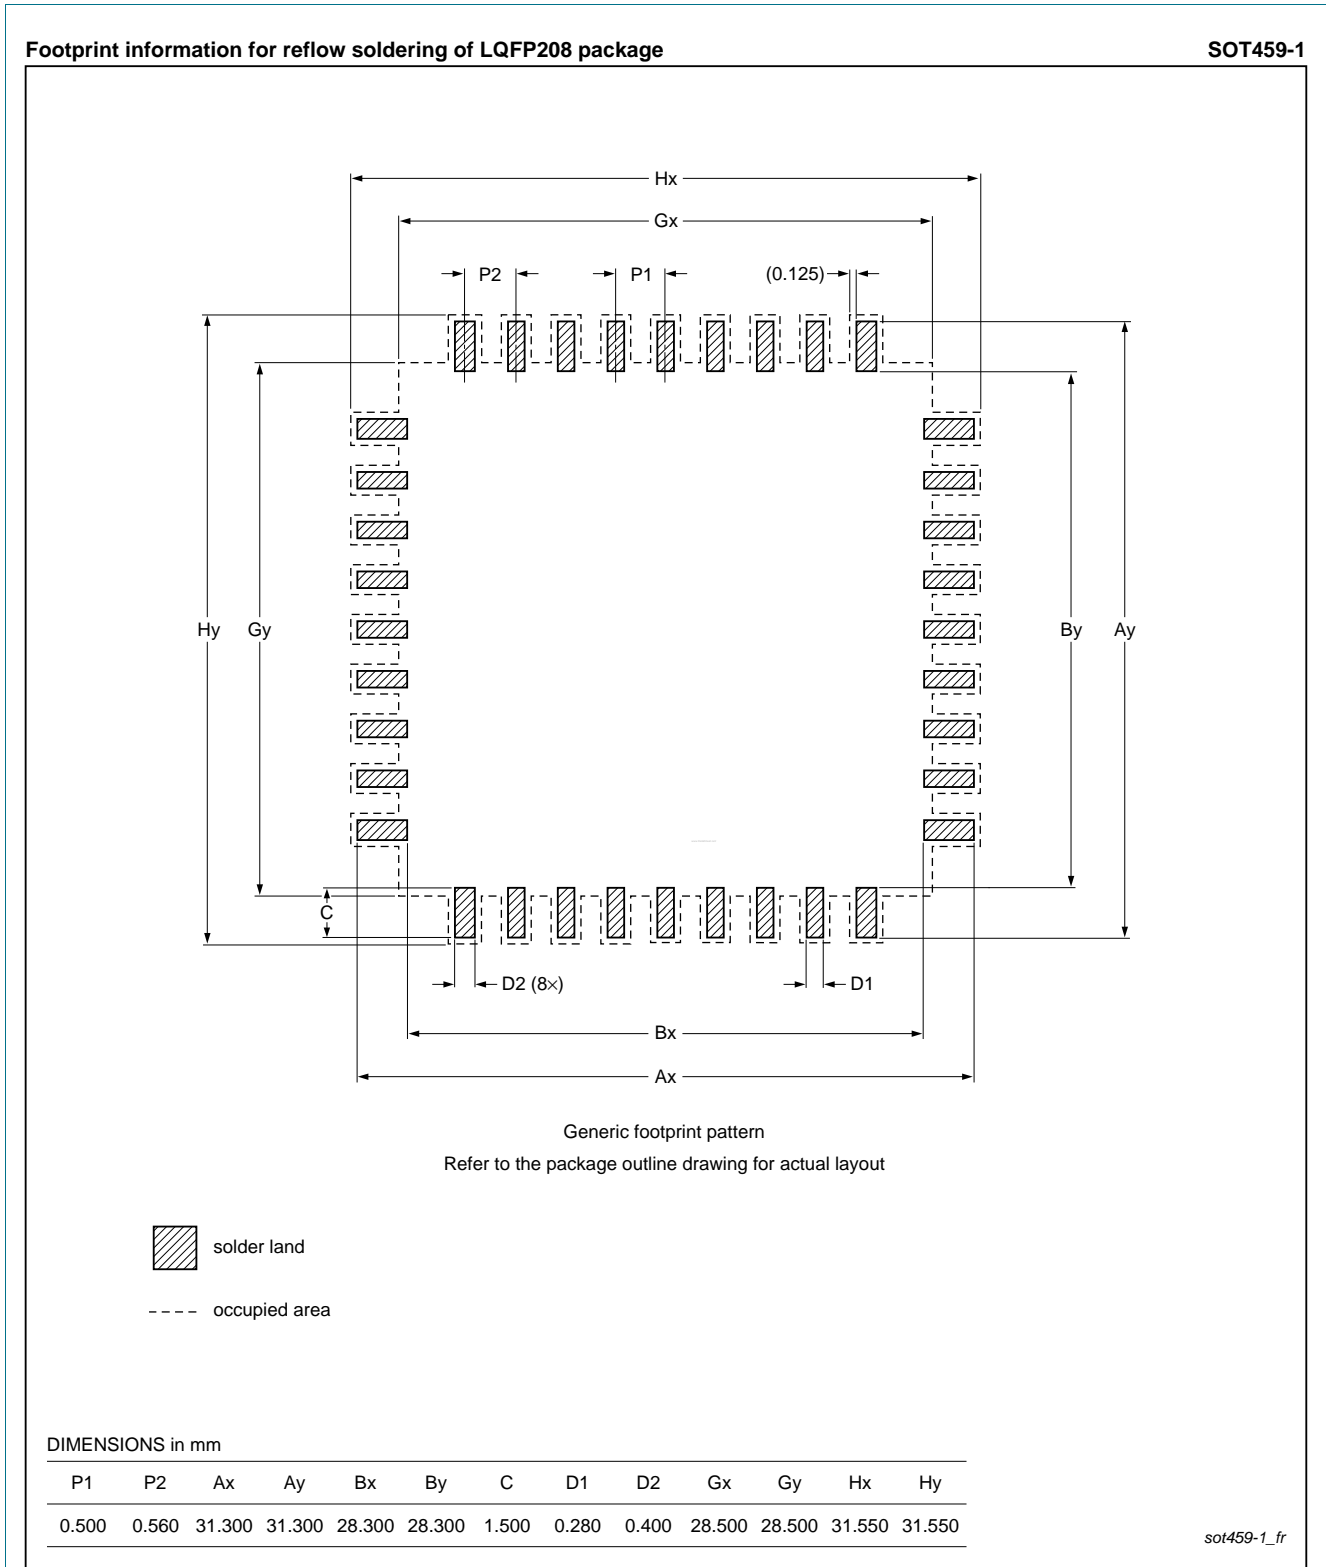 Footprint information for reflow soldering of LQFP208 package SOT459-1
Hx
Gx
P2 P1 (0.125)
Hy Gy By Ay
C
D2 (8×) D1
Bx
Ax
Generic footprint pattern
Refer to the package outline drawing for actual layout
solder land
occupied area
DIMENSIONS in mm
P1 P2 Ax Ay Bx By C D1 D2 Gx Gy Hx Hy
0.500 0.560 31.300 31.300 28.300 28.300 1.500 0.280 0.400 28.500 28.500 31.550 31.550
sot459-1_fr